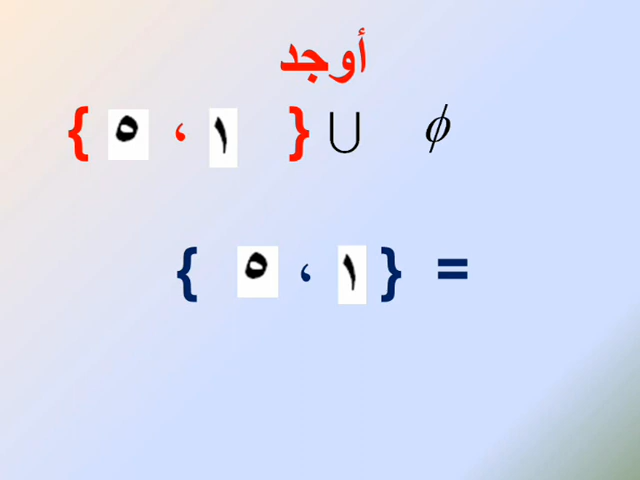 أوجد
ϕ ∪ { ١ ، ٥ }
= { ١ ، ٥ }